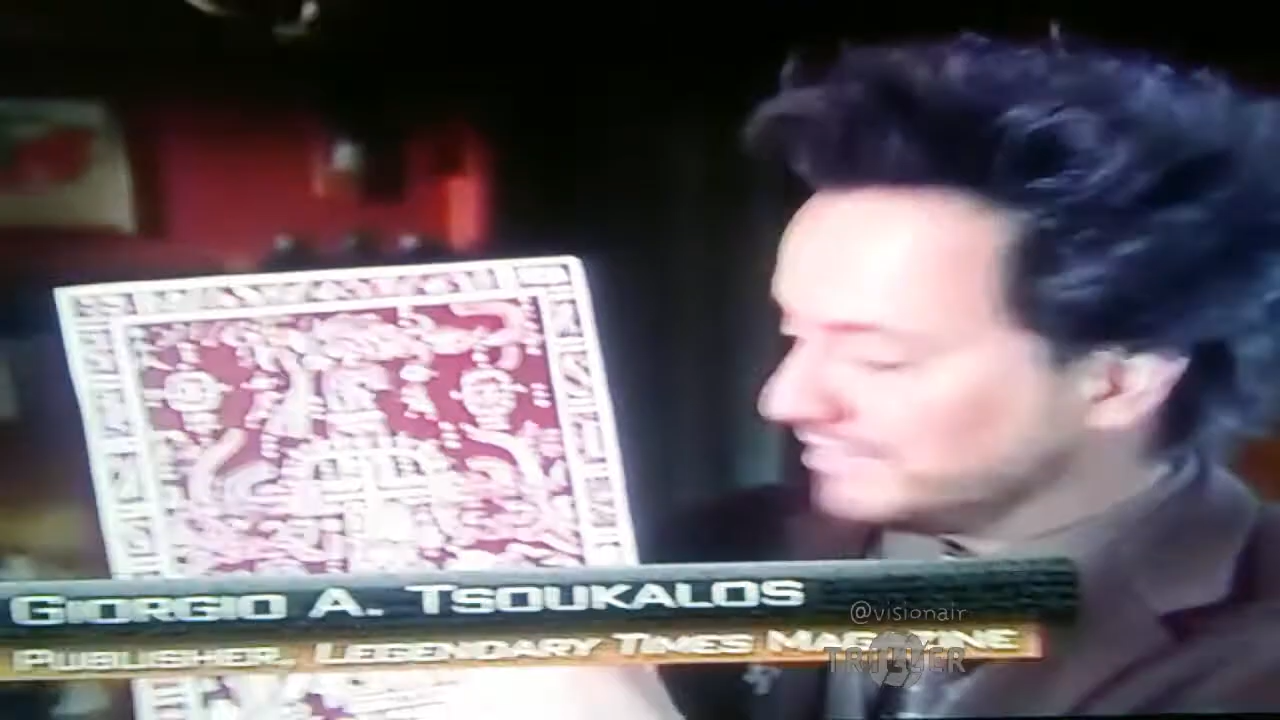 GIORGIO A. TSOUKALOS
PUBLISHER, LEGENDARY TIMES MAGAZINE
@visionair
TRILLER